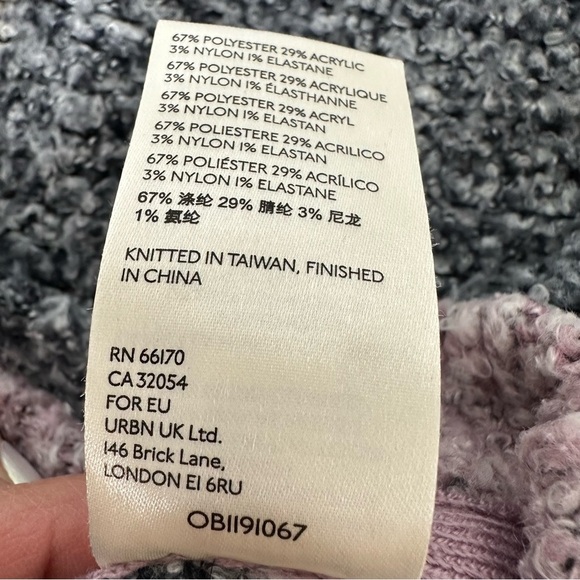 67% POLYESTER 29% ACRYLIC
3% NYLON 1% ELASTANE
67% POLYESTER 29% ACRYLIQUE
3% NYLON 1% ÉLASTHANNE
67% POLYESTER 29% ACRYL
3% NYLON 1% ELASTAN
67% POLIESTERE 29% ACRILICO
3% NYLON 1% ELASTAN
67% POLIÉSTER 29% ACRÍLICO
3% NYLON 1% ELASTAN
67% 涤纶 29% 腈纶 3% 尼龙
1% 氨纶
KNITTED IN TAIWAN, FINISHED
IN CHINA
RN 66170
CA 32054
FOR EU
URBN UK Ltd.
146 Brick Lane,
LONDON E1 6RU
OB1191067